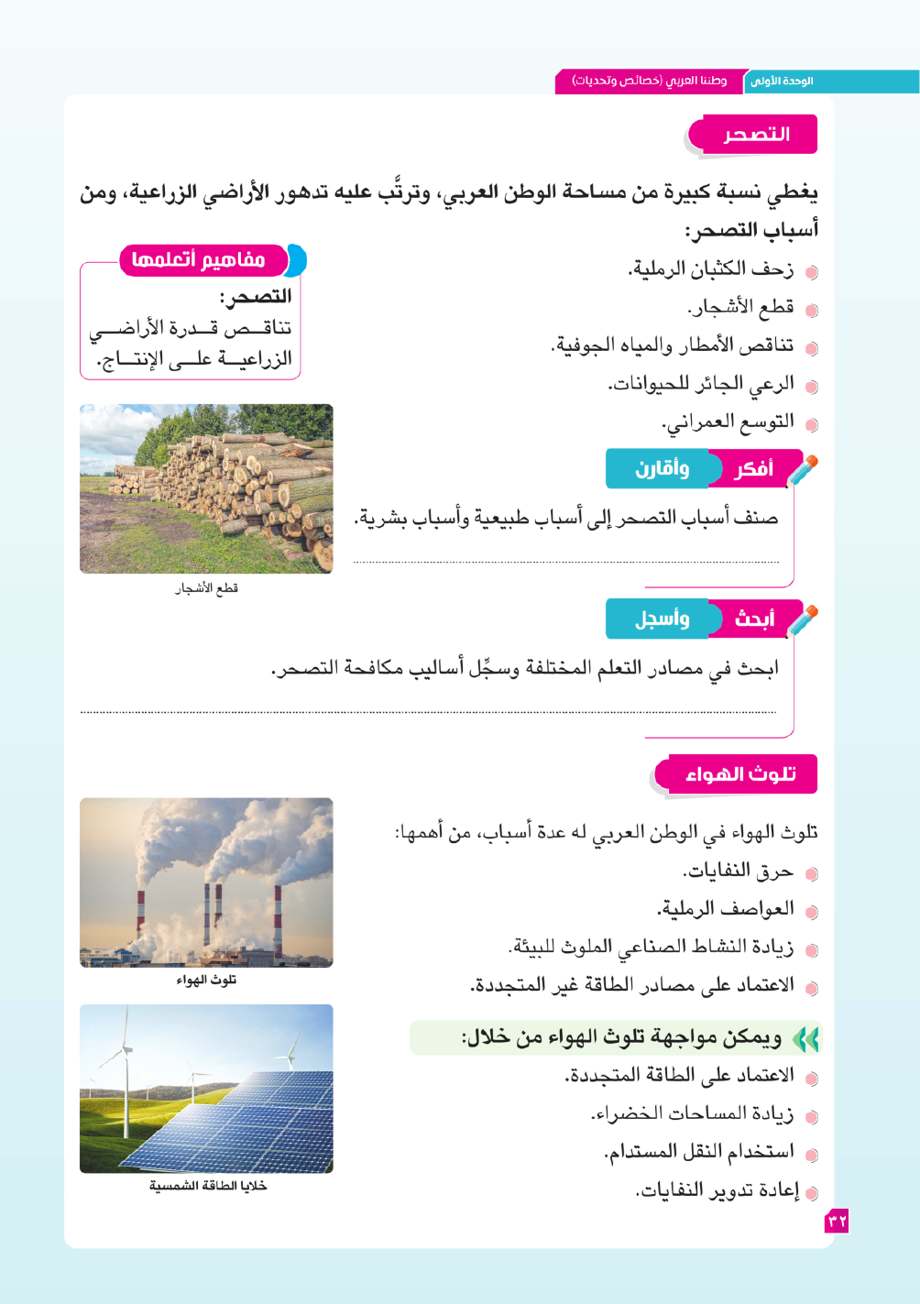 الوحدة الأولى
وطننا العربي (خصائص وتحديات)
التصحر
يغطي نسبة كبيرة من مساحة الوطن العربي، وترتَّب عليه تدهور الأراضي الزراعية، ومن
أسباب التصحر:
زحف الكثبان الرملية.
قطع الأشجار.
تناقص الأمطار والمياه الجوفية.
الرعي الجائر للحيوانات.
التوسع العمراني.
مفاهيم أتعلمها
التصحر:
تناقـــص قـــدرة الأراضـــي
الزراعيـــة علـــى الإنتـــاج.
قطع الأشجار
أفكر وأقارن
صنف أسباب التصحر إلى أسباب طبيعية وأسباب بشرية.
أبحث وأسجل
ابحث في مصادر التعلم المختلفة وسجِّل أساليب مكافحة التصحر.
تلوث الهواء
تلوث الهواء في الوطن العربي له عدة أسباب، من أهمها:
حرق النفايات.
العواصف الرملية.
زيادة النشاط الصناعي الملوث للبيئة.
الاعتماد على مصادر الطاقة غير المتجددة.
تلوث الهواء
ويمكن مواجهة تلوث الهواء من خلال:
الاعتماد على الطاقة المتجددة.
زيادة المساحات الخضراء.
استخدام النقل المستدام.
إعادة تدوير النفايات.
خلايا الطاقة الشمسية
٣٢